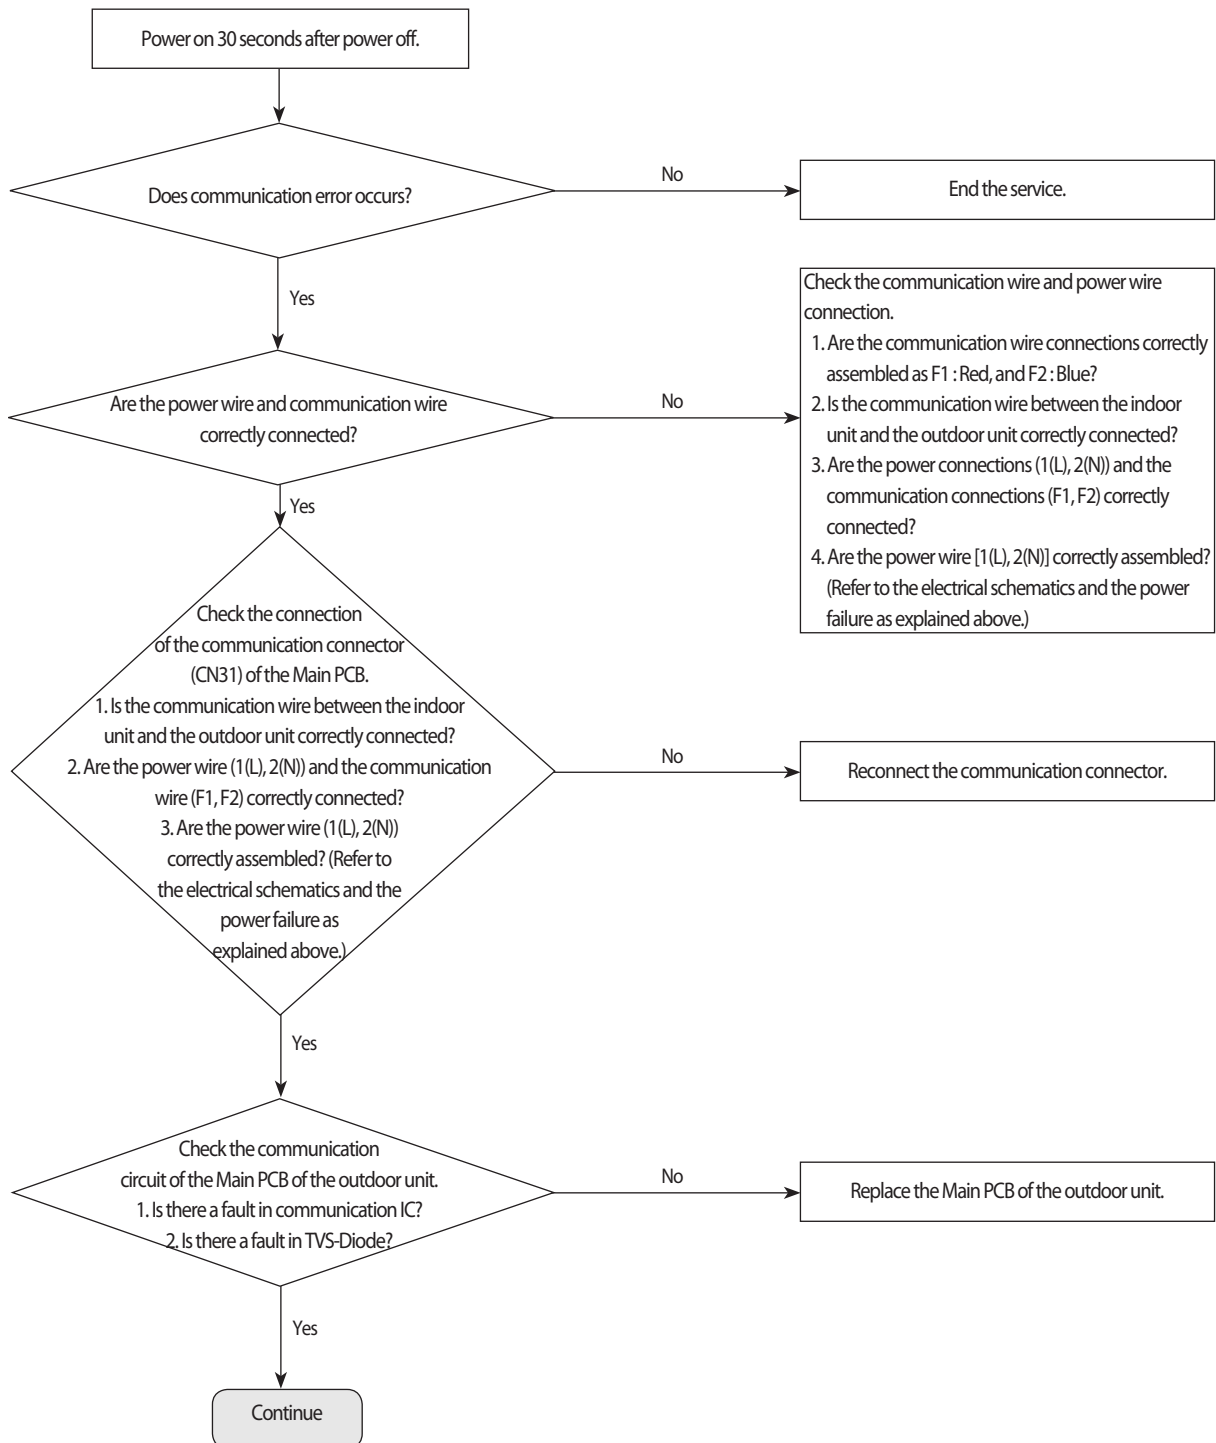 Power on 30 seconds after power off.
Does communication error occurs?
No
End the service.
Yes
Are the power wire and communication wire
correctly connected?
No
Check the communication wire and power wire
connection.
1. Are the communication wire connections correctly
assembled as F1 : Red, and F2 : Blue?
2. Is the communication wire between the indoor
unit and the outdoor unit correctly connected?
3. Are the power connections (1(L), 2(N)) and the
communication connections (F1, F2) correctly
connected?
4. Are the power wire [1(L), 2(N)] correctly assembled?
(Refer to the electrical schematics and the power
failure as explained above.)
Yes
Check the connection
of the communication connector
(CN31) of the Main PCB.
1. Is the communication wire between the indoor
unit and the outdoor unit correctly connected?
2. Are the power wire (1(L), 2(N)) and the communication
wire (F1, F2) correctly connected?
3. Are the power wire (1(L), 2(N))
correctly assembled? (Refer to
the electrical schematics and the
power failure as
explained above.)
No
Reconnect the communication connector.
Yes
Check the communication
circuit of the Main PCB of the outdoor unit.
1. Is there a fault in communication IC?
2. Is there a fault in TVS-Diode?
No
Replace the Main PCB of the outdoor unit.
Yes
Continue